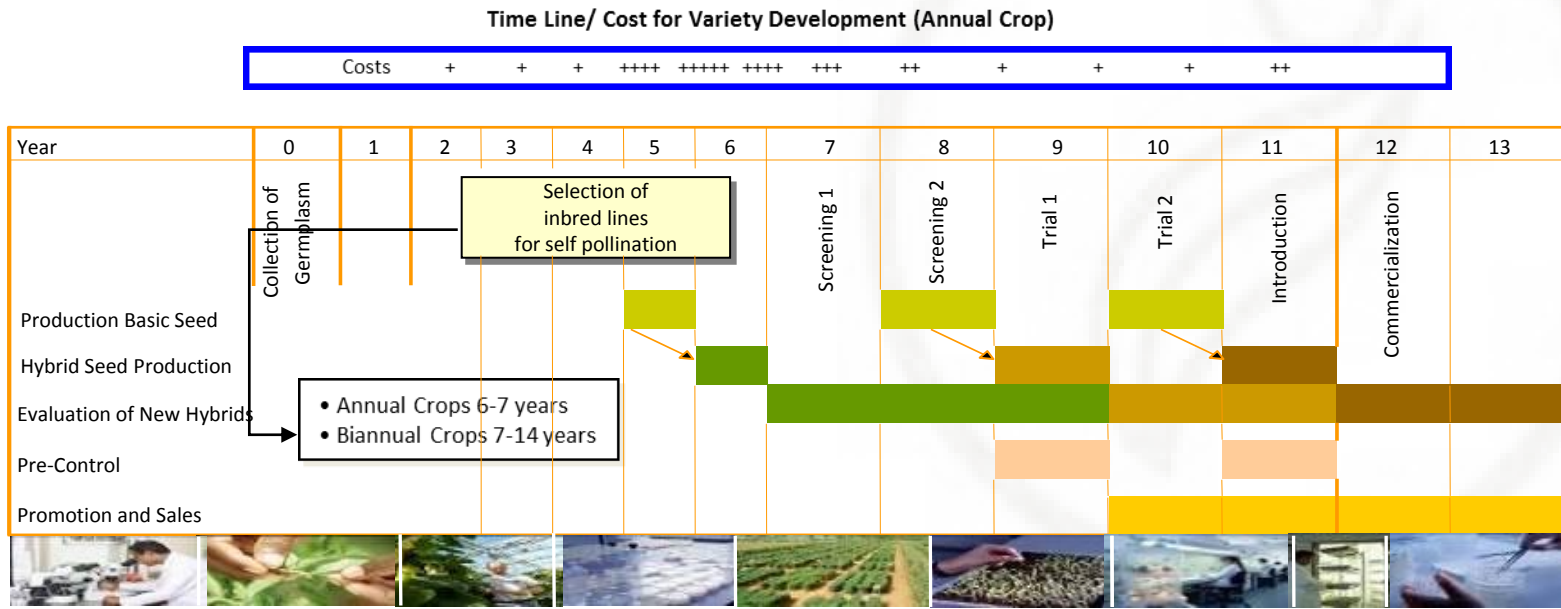 Time Line/ Cost for Variety Development (Annual Crop)
Costs + + + ++++ +++++ ++++ +++ ++ + + + ++
Year 0 1 2 3 4 5 6 7 8 9 10 11 12 13
Collection of
Germplasm
Selection of
inbred lines
for self pollination
Screening 1
Screening 2
Trial 1
Trial 2
Introduction
Commercialization
Production Basic Seed
Hybrid Seed Production
Evaluation of New Hybrids
• Annual Crops 6-7 years
• Biannual Crops 7-14 years
Pre-Control
Promotion and Sales